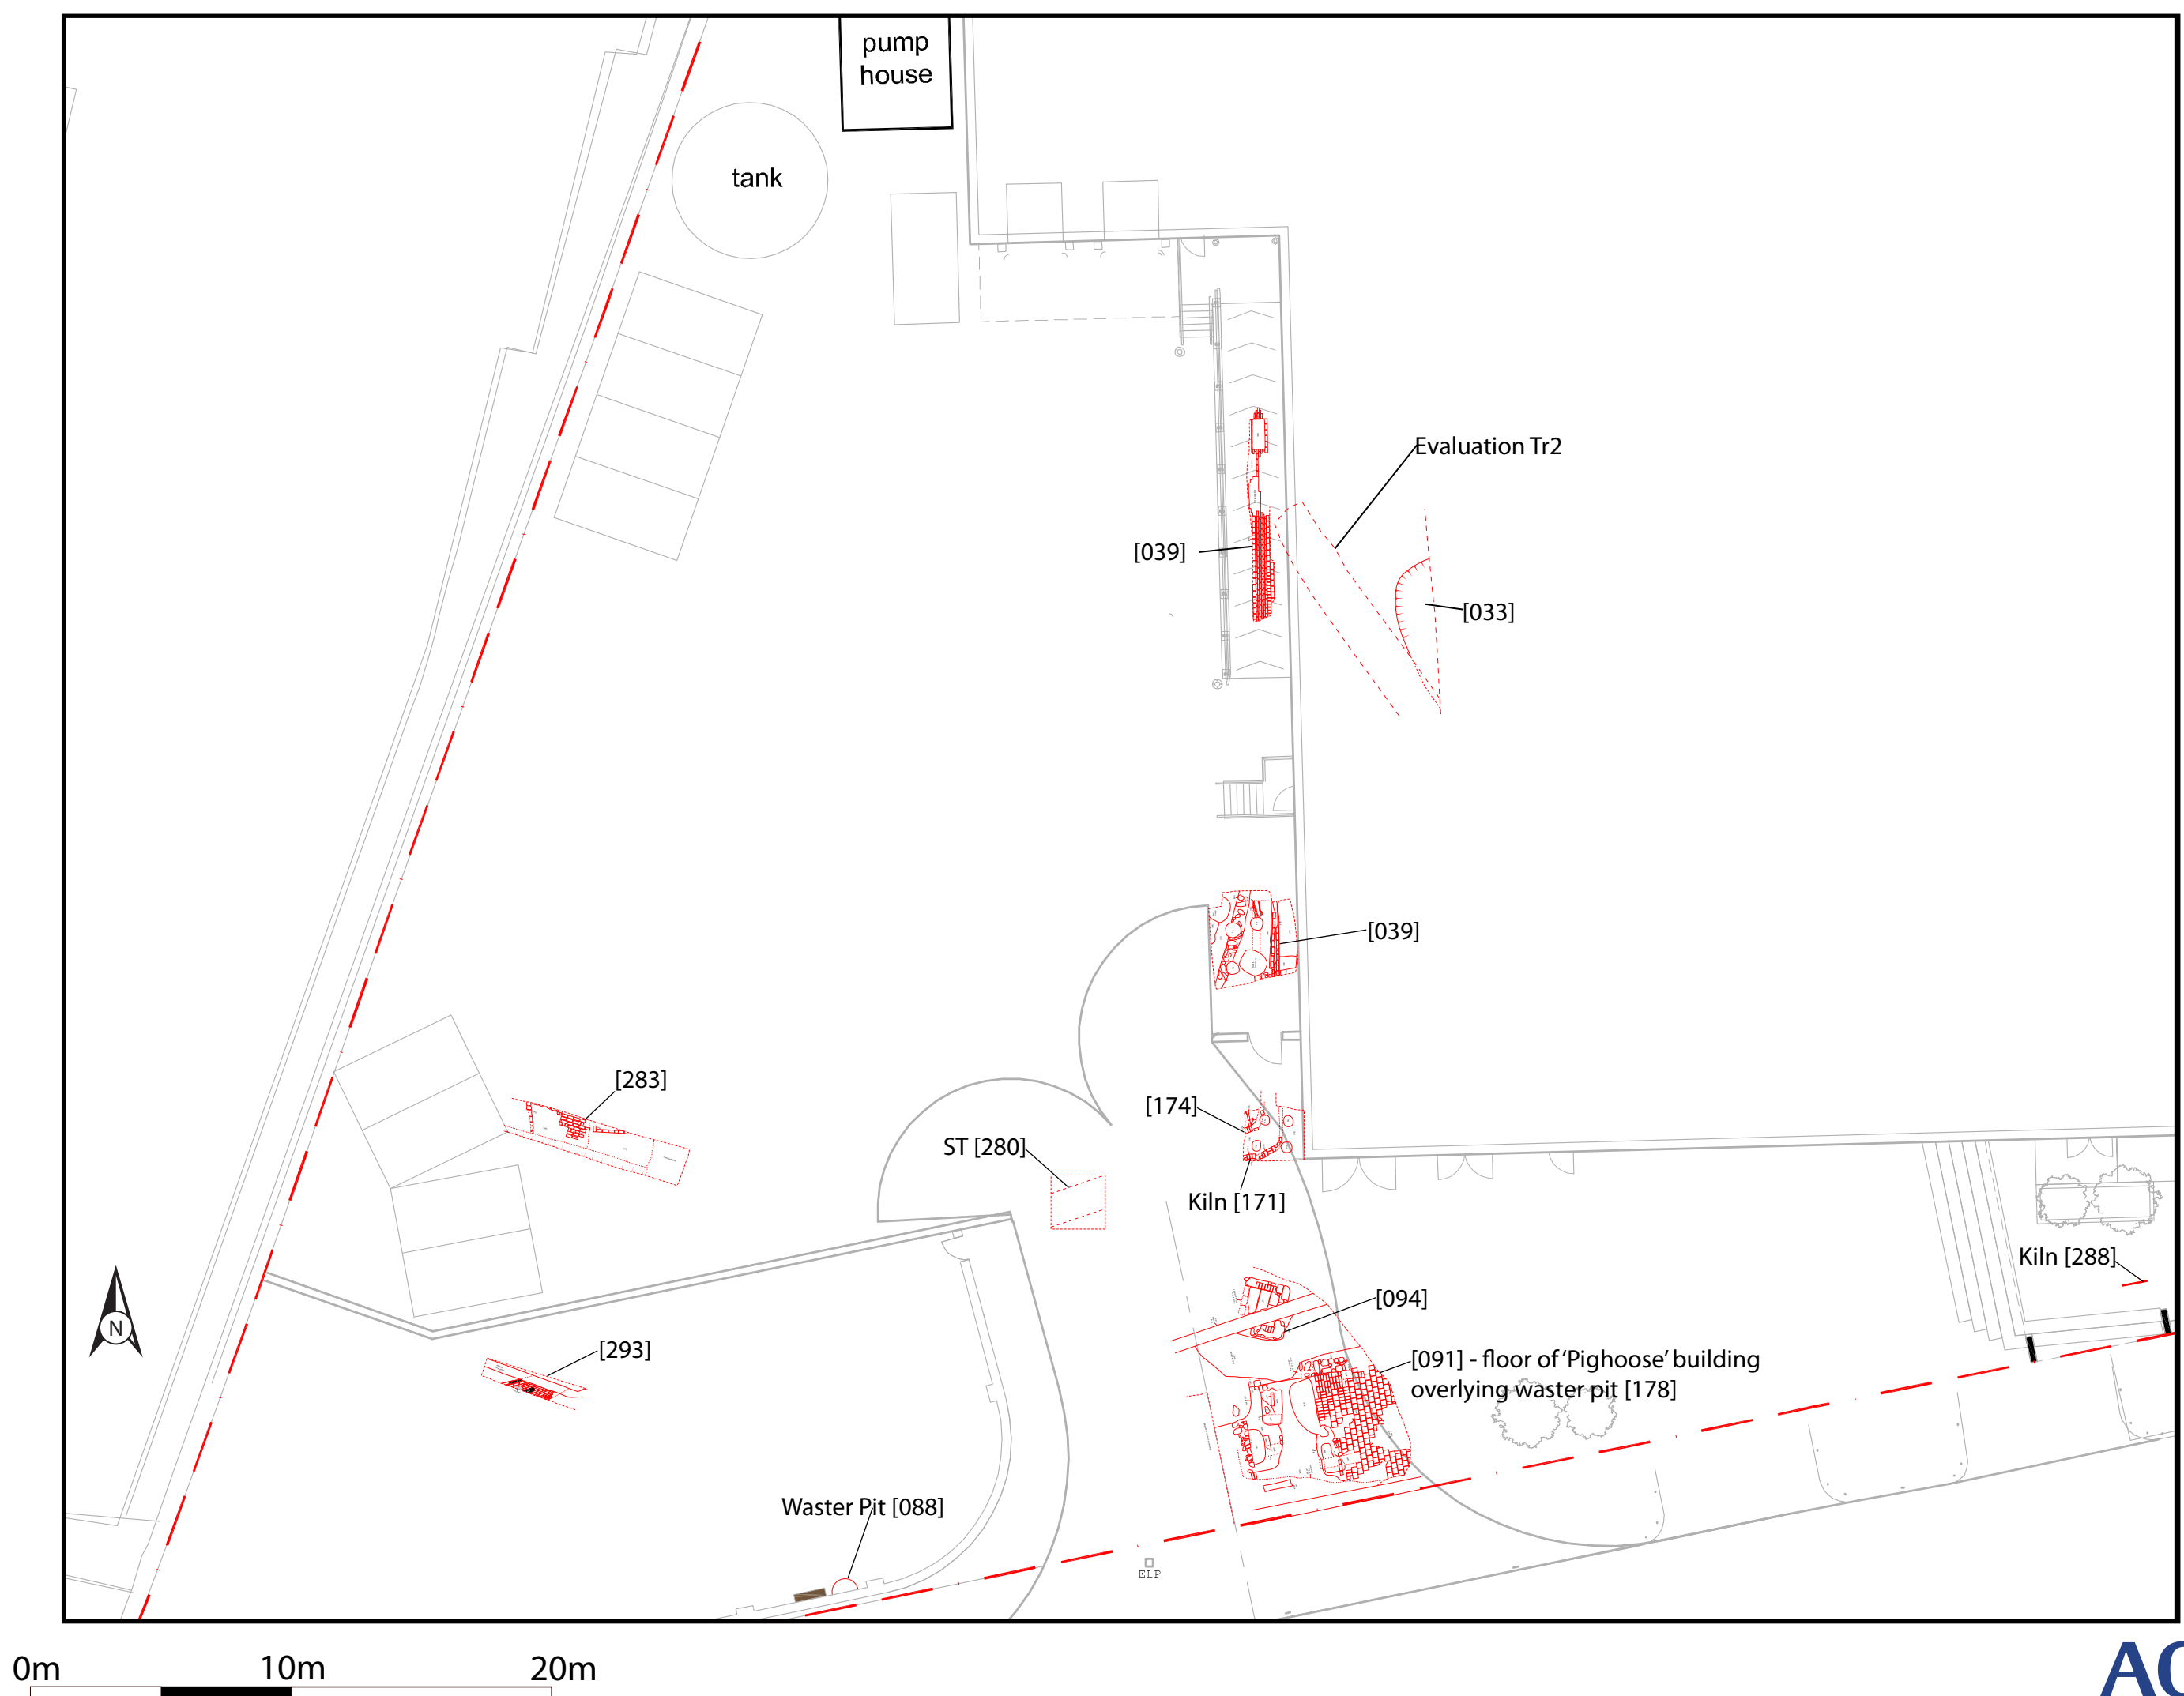 pump
house
tank
Evaluation Tr2
[039]
[033]
[039]
[283]
[174]
ST [280]
Kiln [171]
Kiln [288]
[094]
[293]
[091] - floor of ‘Pighoose’ building
overlying waster pit [178]
Waster Pit [088]
ELP
N
0m 10m 20m